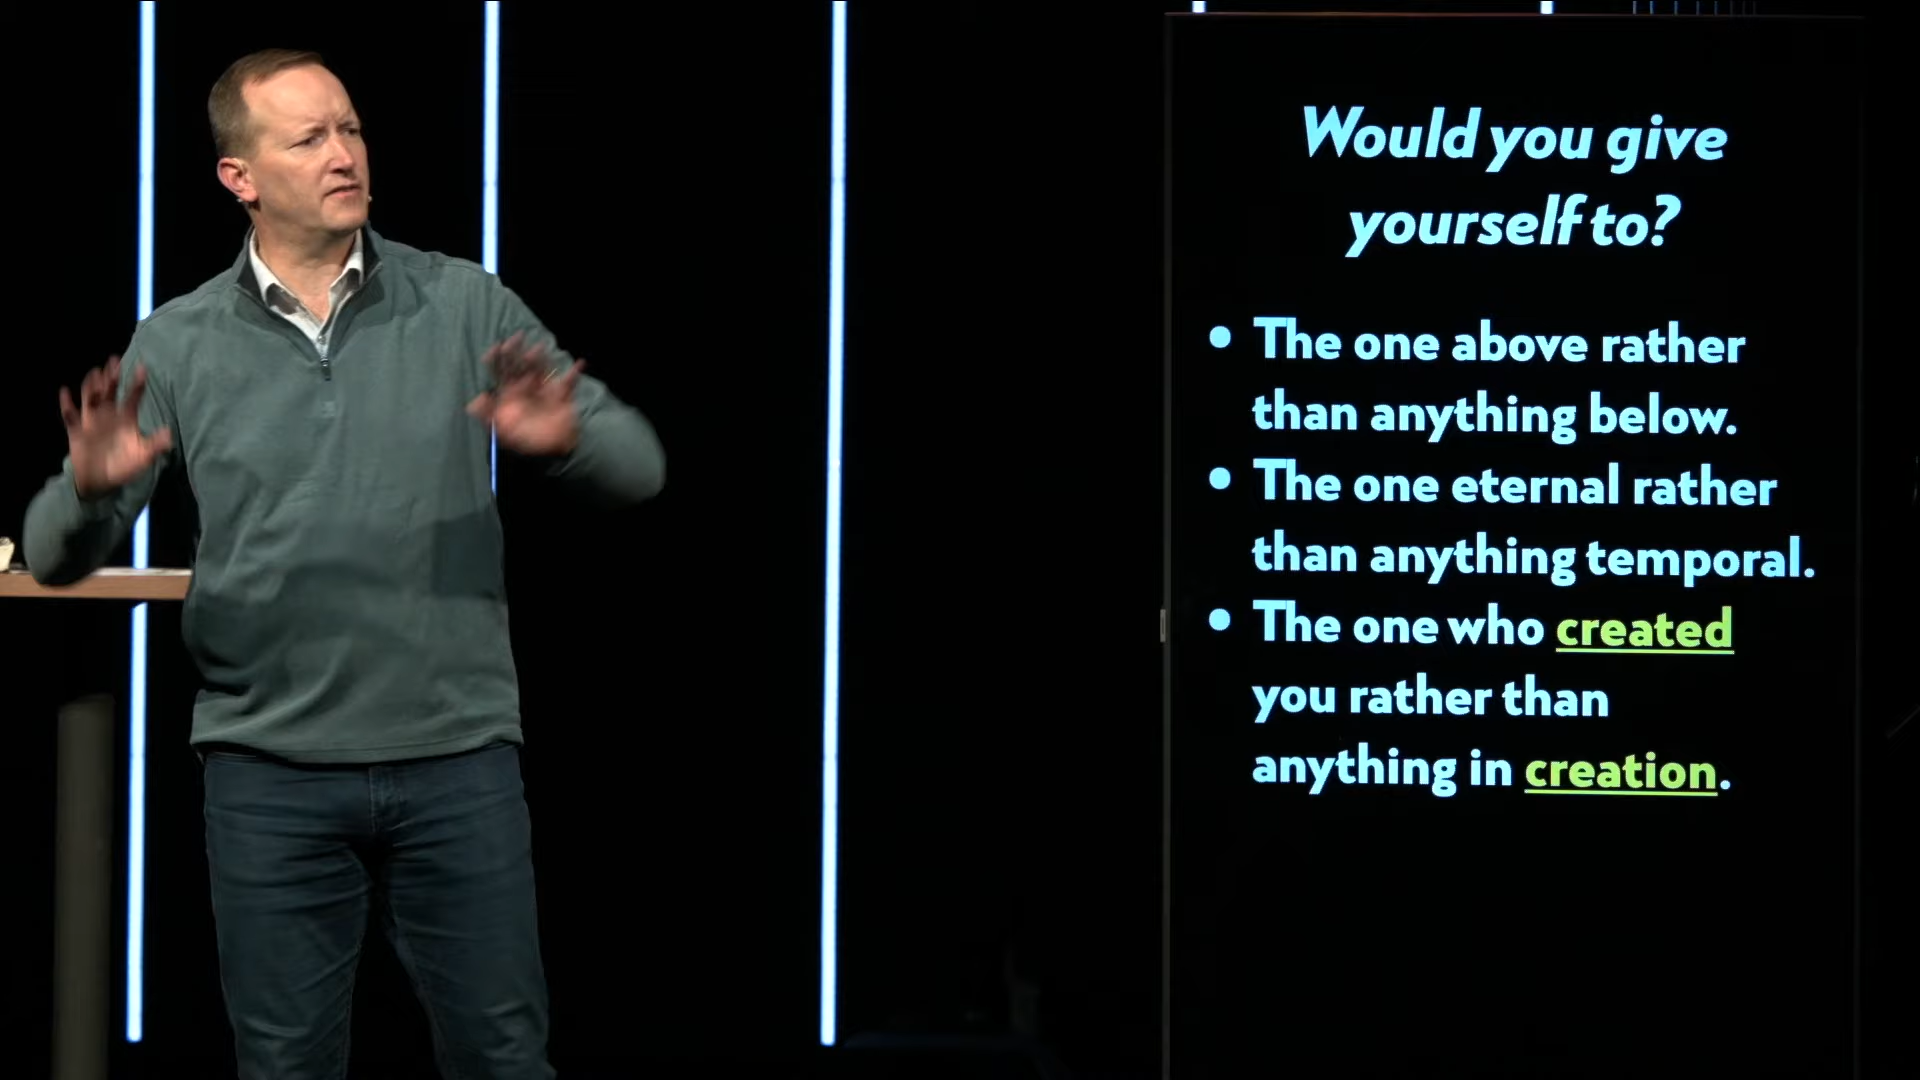 Would you give
yourself to?
• The one above rather
than anything below.
• The one eternal rather
than anything temporal.
• The one who created
you rather than
anything in creation.